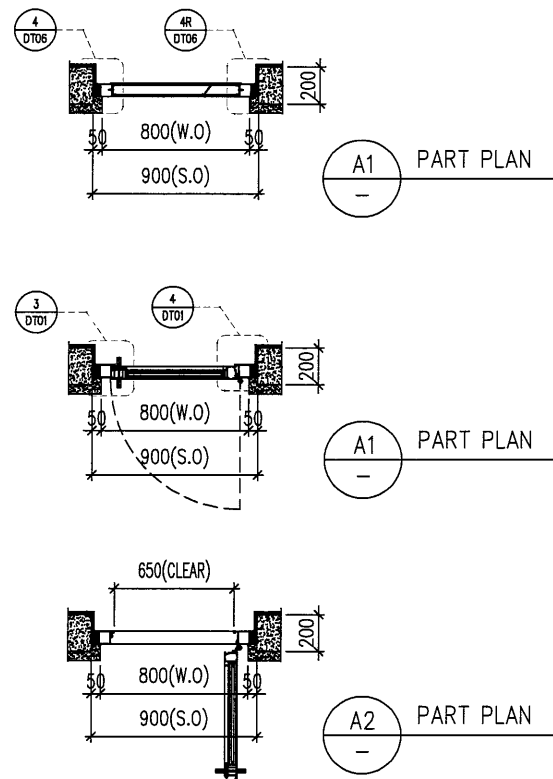 4
DT06
4R
DT06
200
50
800(W.O)
50
900(S.O)
A1
PART PLAN
–
3
DT01
4
DT01
200
50
800(W.O)
50
900(S.O)
A1
PART PLAN
–
650(CLEAR)
200
50
800(W.O)
50
900(S.O)
A2
PART PLAN
–